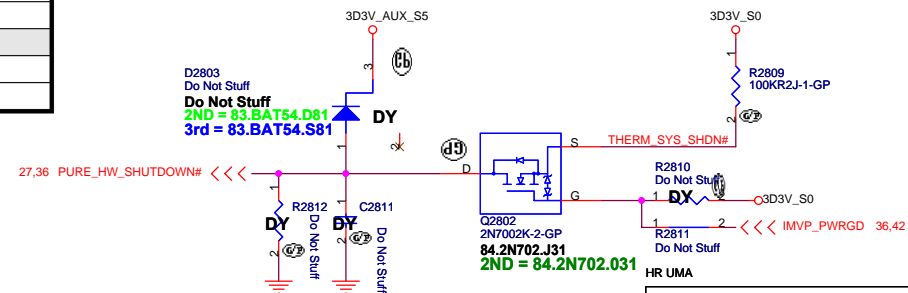 3D3V_AUX_S5
3D3V_S0
3
D2803
Do Not Stuff
Do Not Stuff
2ND = 83.BAT54.D81
3rd = 83.BAT54.S81
DY
1
2
1
R2809
100KR2J-1-GP
2
G/P
THERM_SYS_SHDN#
27,36 PURE_HW_SHUTDOWN#
D
S
G
R2810
Do Not Stuff
1
DY
2
3D3V_S0
1
R2812
DY
Do Not Stuff
2
G/P
1
C2811
DY
Do Not Stuff
2
G/P
Q2802
2N7002K-2-GP
84.2N702.J31
2ND = 84.2N702.031
1
2
IMVP_PWRGD 36,42
R2811
Do Not Stuff
HR UMA